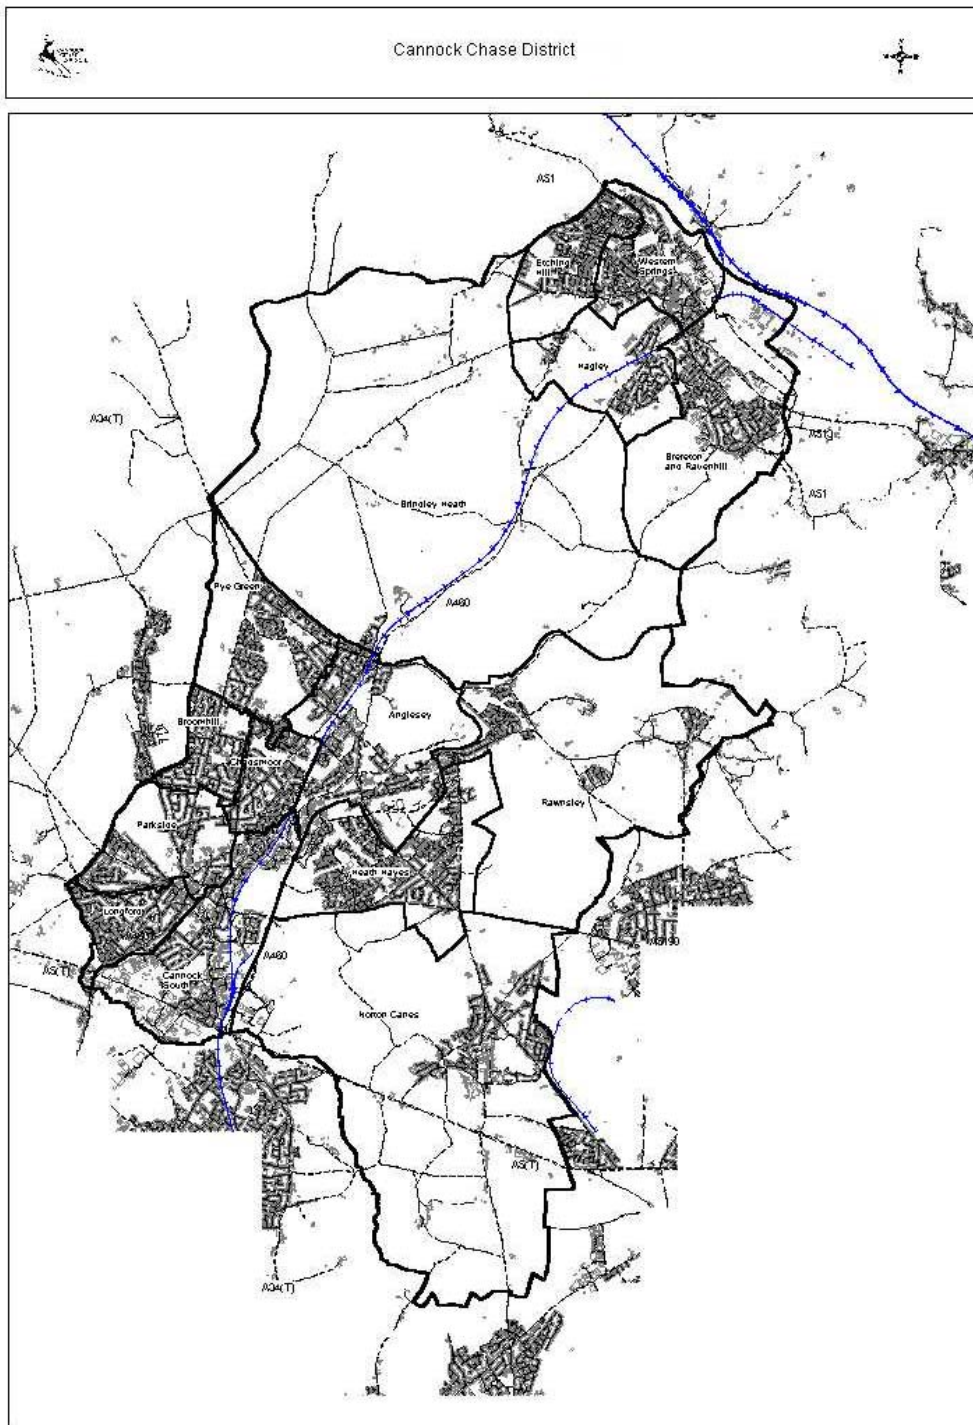 Cannock Chase District
A51
Etching
Hill
Western
Springs
Hagley
A34(T)
A513
Brereton
and Ravenhill
A51
Brindley Heath
Pye Green
A460
Anglesey
Broomhill
Chadsmoor
Rawnsley
Parkside
Heath Hayes
Longford
A5190
A460
A5(T)
Cannock
South
Norton Canes
A5(T)
A34(T)